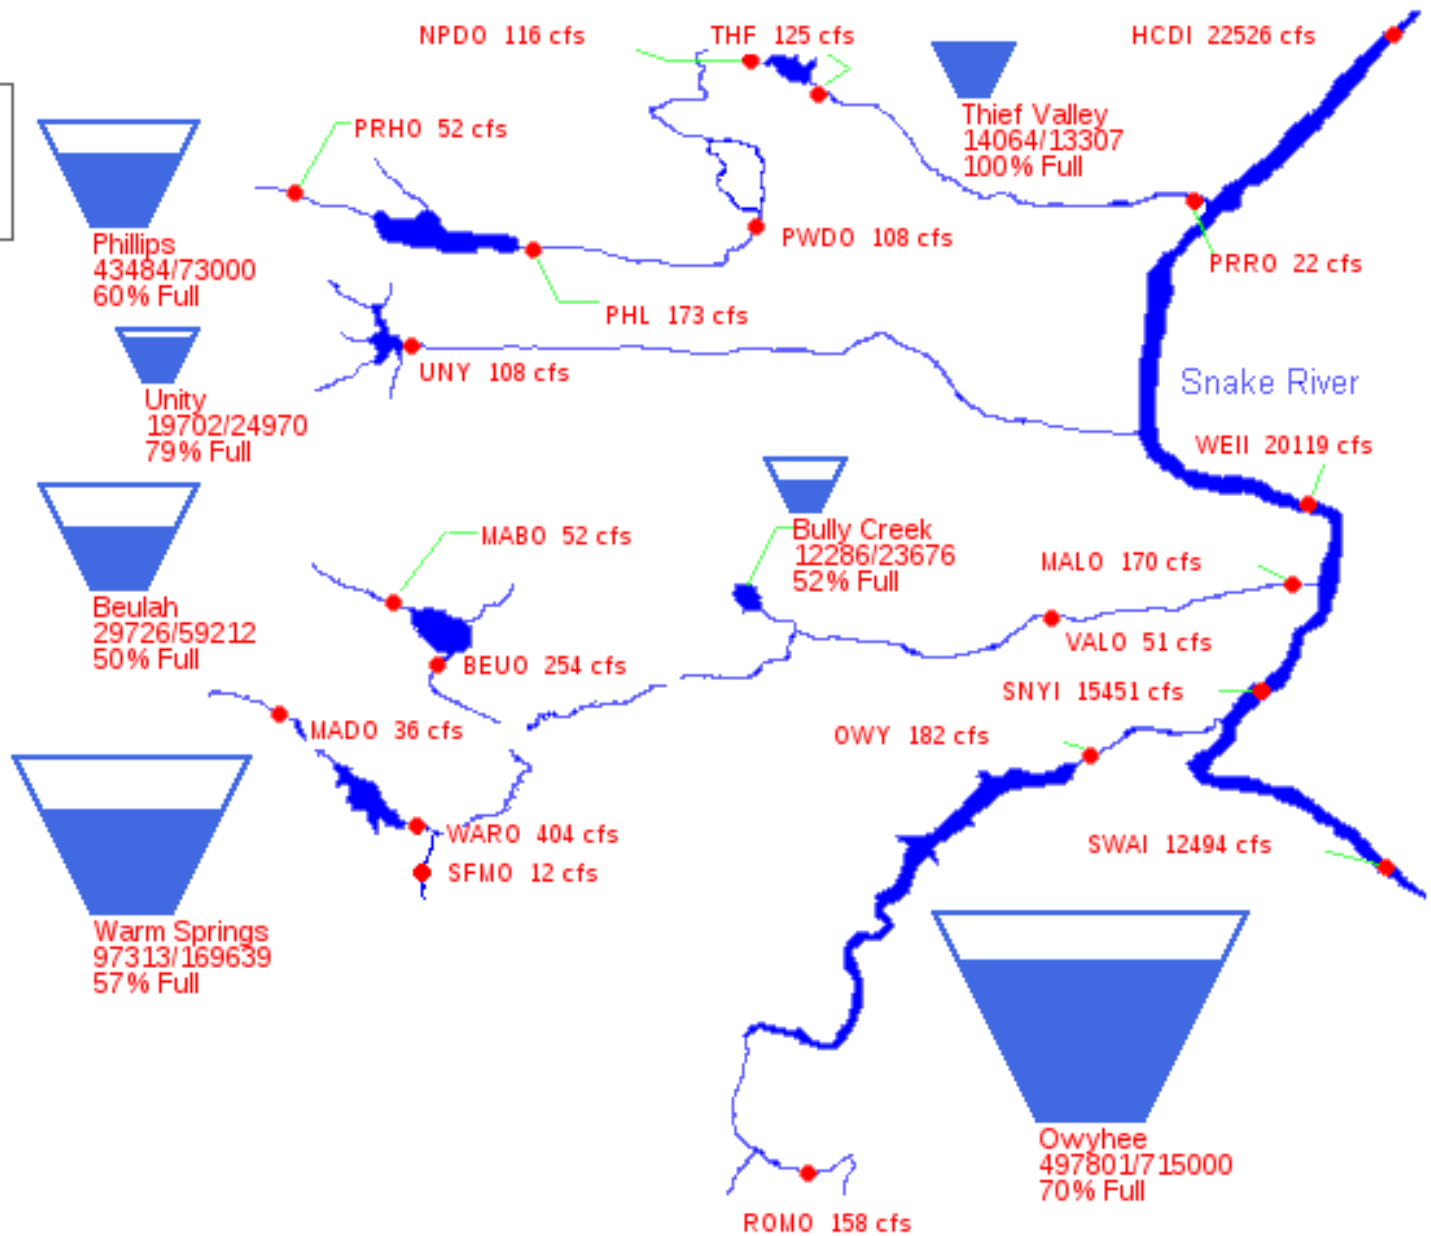 NPDO 116 cfs
THF 125 cfs
HCDI 22526 cfs
Thief Valley
14064/13307
100% Full
PRHO 52 cfs
Phillips
43484/73000
60% Full
PWDO 108 cfs
PRRO 22 cfs
PHL 173 cfs
UNY 108 cfs
Unity
19702/24970
79% Full
Snake River
WEII 20119 cfs
Bully Creek
12286/23676
52% Full
MABO 52 cfs
MALO 170 cfs
Beulah
29726/59212
50% Full
VALO 51 cfs
BEUO 254 cfs
SNYI 15451 cfs
MADO 36 cfs
OWY 182 cfs
WARO 404 cfs
SWAI 12494 cfs
SFMO 12 cfs
Warm Springs
97313/169639
57% Full
Owyhee
497801/715000
70% Full
ROMO 158 cfs